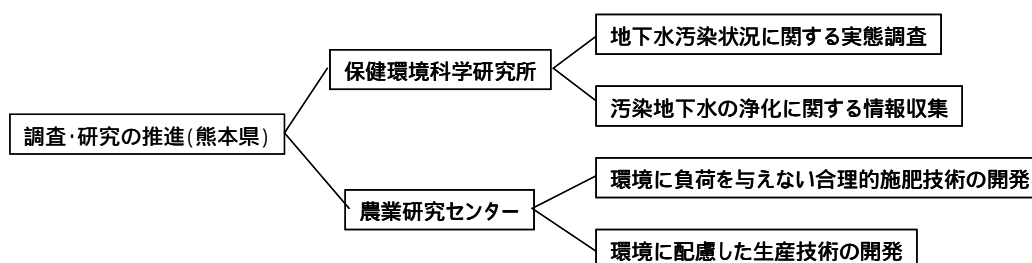 調査・研究の推進(熊本県)
保健環境科学研究所
地下水汚染状況に関する実態調査
汚染地下水の浄化に関する情報収集
農業研究センター
環境に負荷を与えない合理的施肥技術の開発
環境に配慮した生産技術の開発